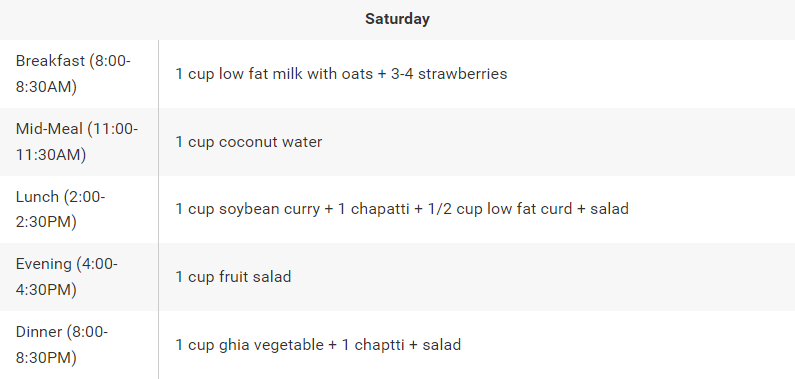 Saturday
Breakfast (8:00-
8:30AM)
1 cup low fat milk with oats + 3-4 strawberries
Mid-Meal (11:00-
11:30AM)
1 cup coconut water
Lunch (2:00-
2:30PM)
1 cup soybean curry + 1 chapatti + 1/2 cup low fat curd + salad
Evening (4:00-
4:30PM)
1 cup fruit salad
Dinner (8:00-
8:30PM)
1 cup ghia vegetable + 1 chaptti + salad